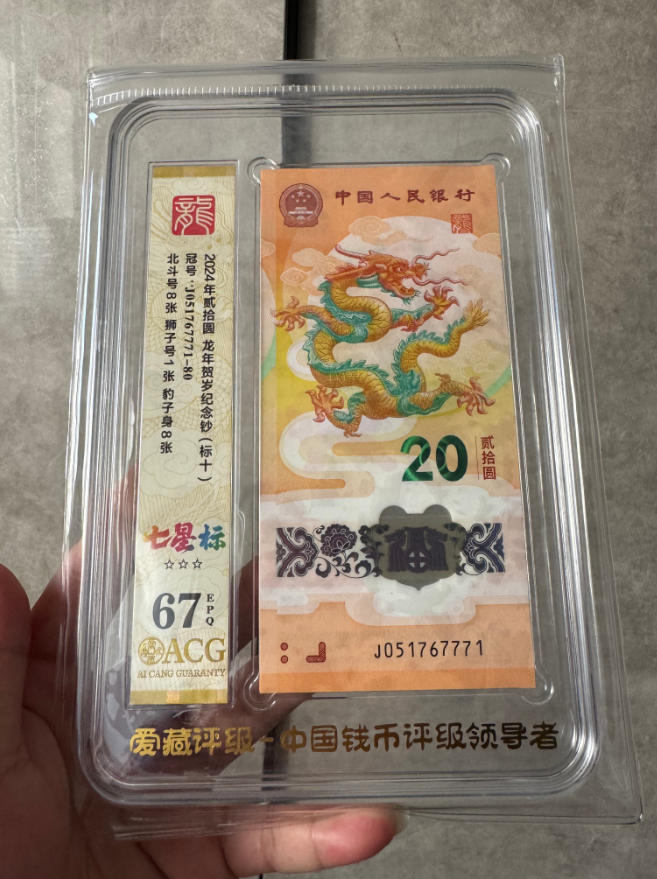 龍
2024年贰拾圆 龙年贺岁纪念钞(标十)
冠号:J051767771-80
北斗号8张 狮子号1张 豹子身8张
七星标
☆☆☆
67
EPQ
ACG
AI CANG GUARANTY
中国人民银行
龍
20
贰拾圆
福
J051767771
爱藏评级-中国钱币评级领导者